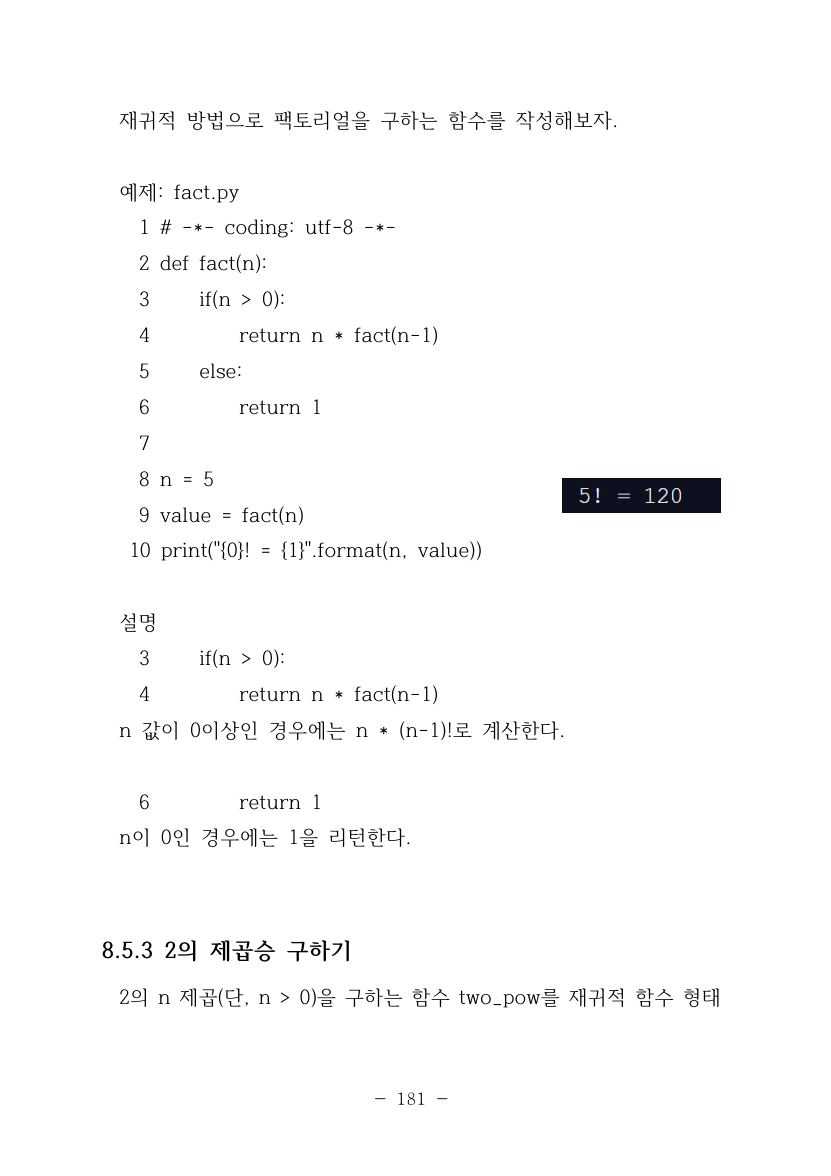 재귀적 방법으로 팩토리얼을 구하는 함수를 작성해보자.
예제: fact.py
1 # -*- coding: utf-8 -*-
2 def fact(n):
3     if(n > 0):
4         return n * fact(n-1)
5     else:
6         return 1
7
8 n = 5
5! = 120
9 value = fact(n)
10 print("{0}! = {1}".format(n, value))
설명
3     if(n > 0):
4         return n * fact(n-1)
n 값이 0이상인 경우에는 n * (n-1)!로 계산한다.
6         return 1
n이 0인 경우에는 1을 리턴한다.
8.5.3 2의 제곱승 구하기
2의 n 제곱(단, n > 0)을 구하는 함수 two_pow를 재귀적 함수 형태
- 181 -